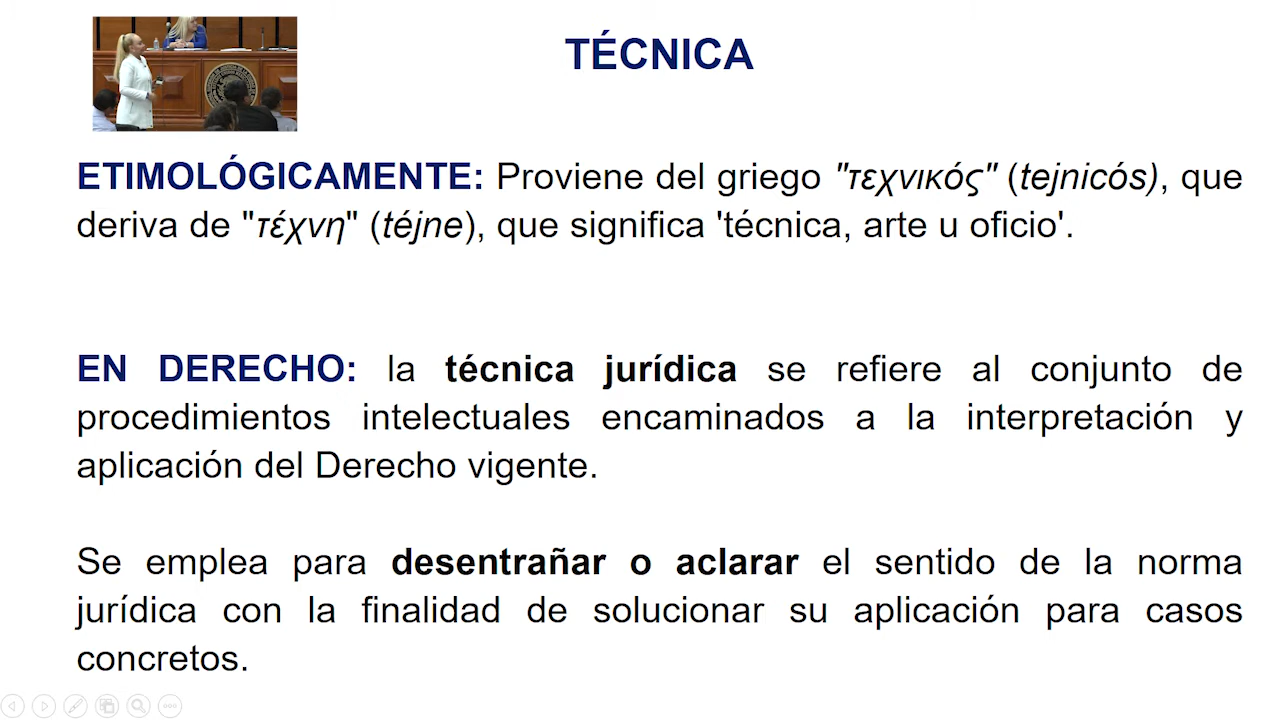 TÉCNICA
ETIMOLÓGICAMENTE: Proviene del griego "τεχνικός" (tejnicós), que
deriva de "τέχνη" (téjne), que significa 'técnica, arte u oficio'.
EN DERECHO: la técnica jurídica se refiere al conjunto de
procedimientos intelectuales encaminados a la interpretación y
aplicación del Derecho vigente.
Se emplea para desentrañar o aclarar el sentido de la norma
jurídica con la finalidad de solucionar su aplicación para casos
concretos.